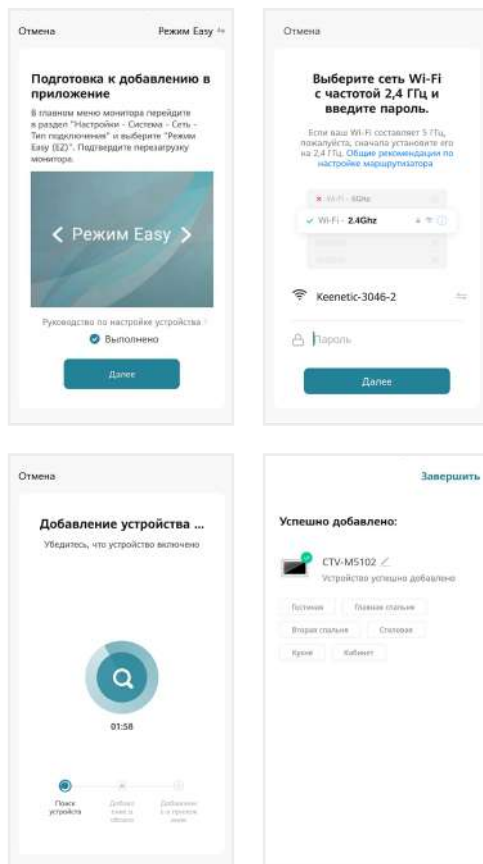 Отмена
Режим Easy
Подготовка к добавлению в
приложение
В главном меню монитора перейдите
в раздел "Настройки - Система - Сеть -
Тип подключения" и выберите "Режим
Easy (EZ)". Подтвердите перезагрузку
монитора.
Режим Easy
Руководство по настройке устройства
Выполнено
Далее
Отмена
Выберите сеть Wi-Fi
с частотой 2,4 ГГц и
введите пароль.
Если ваш Wi-Fi составляет 5 ГГц,
пожалуйста, сначала установите его
на 2,4 ГГц. Общие рекомендации по
настройке маршрутизатора
Wi-Fi - 2.4Ghz
Keenetic-3046-2
Пароль
Далее
Отмена
Добавление устройства ...
Убедитесь, что устройство включено
01:58
Поиск
устройства
Завершить
Успешно добавлено:
CTV-M5102
Устройство успешно добавлено
Гостиная Главная спальня
Вторая спальня Столовая
Кухня Кабинет